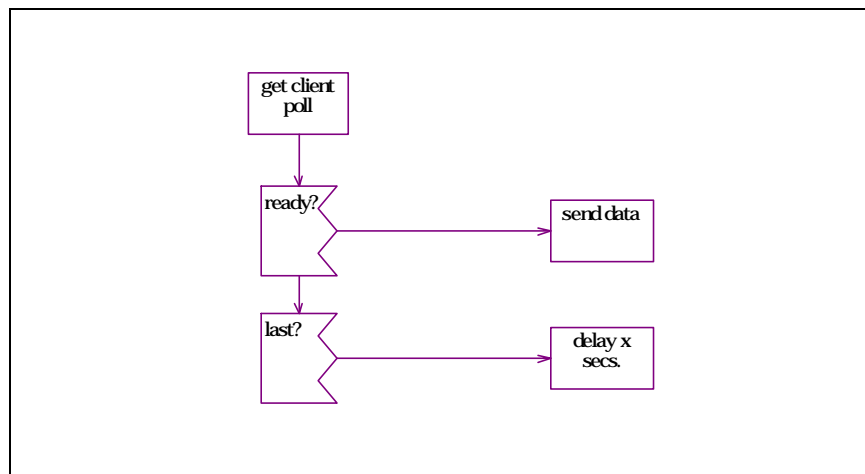 get client
poll
ready?
send data
last?
delay x
secs.